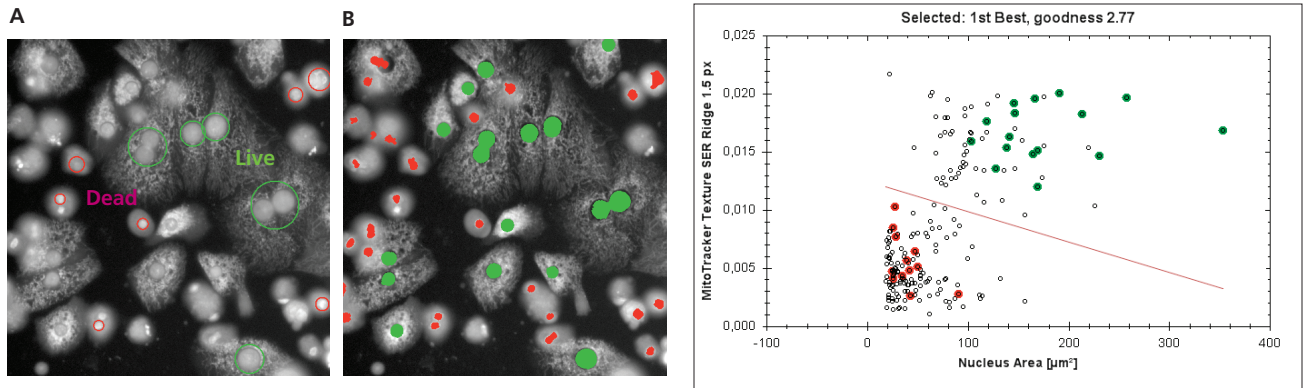 A
B
Live
Dead
Selected: 1st Best, goodness 2.77
MitoTracker Texture SER Ridge 1.5 px
0,025
0,020
0,015
0,010
0,005
0,000
-100
0
100
200
300
400
Nucleus Area [µm²]